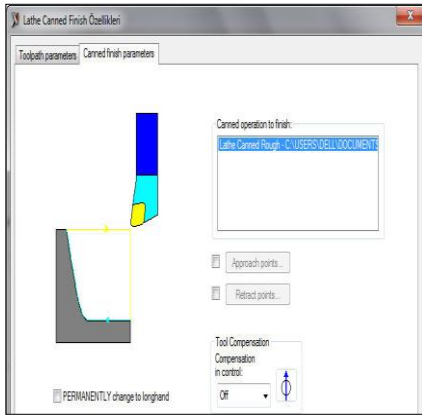 Lathe Canned Finish Özellikleri
Toolpath parameters
Canned finish parameters
Canned operation to finish:
Lathe Canned Rough - C:\USERS\DELL\DOCUMENTS
Approach points...
Retract points...
Tool Compensation
Compensation
in control:
Off
PERMANENTLY change to longhand